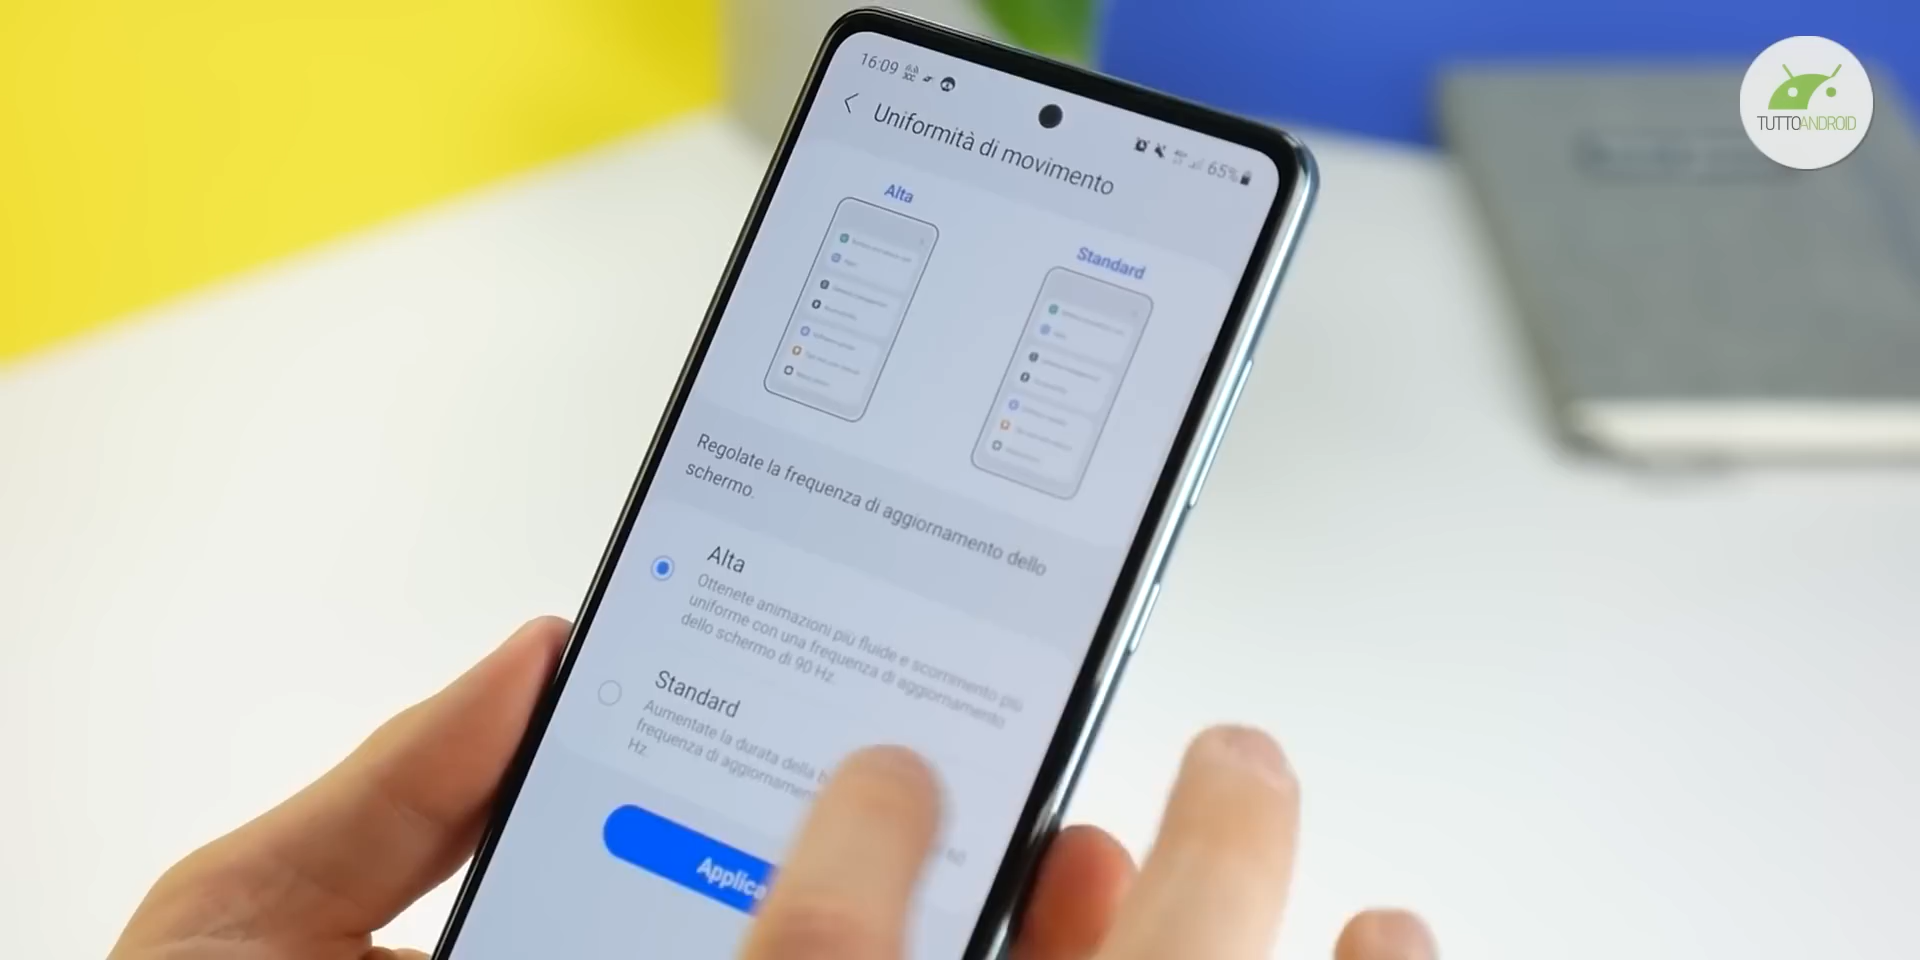 16:09
65%
TUTTOANDROID
Uniformità di movimento
Alta
Standard
Regolate la frequenza di aggiornamento dello
schermo.
Alta
Ottenete animazioni più fluide e scorrimento più
uniforme con una frequenza di aggiornamento
dello schermo di 90 Hz.
Standard
Aumentate la durata della b
frequenza di aggiornament
60
Hz.
Applica